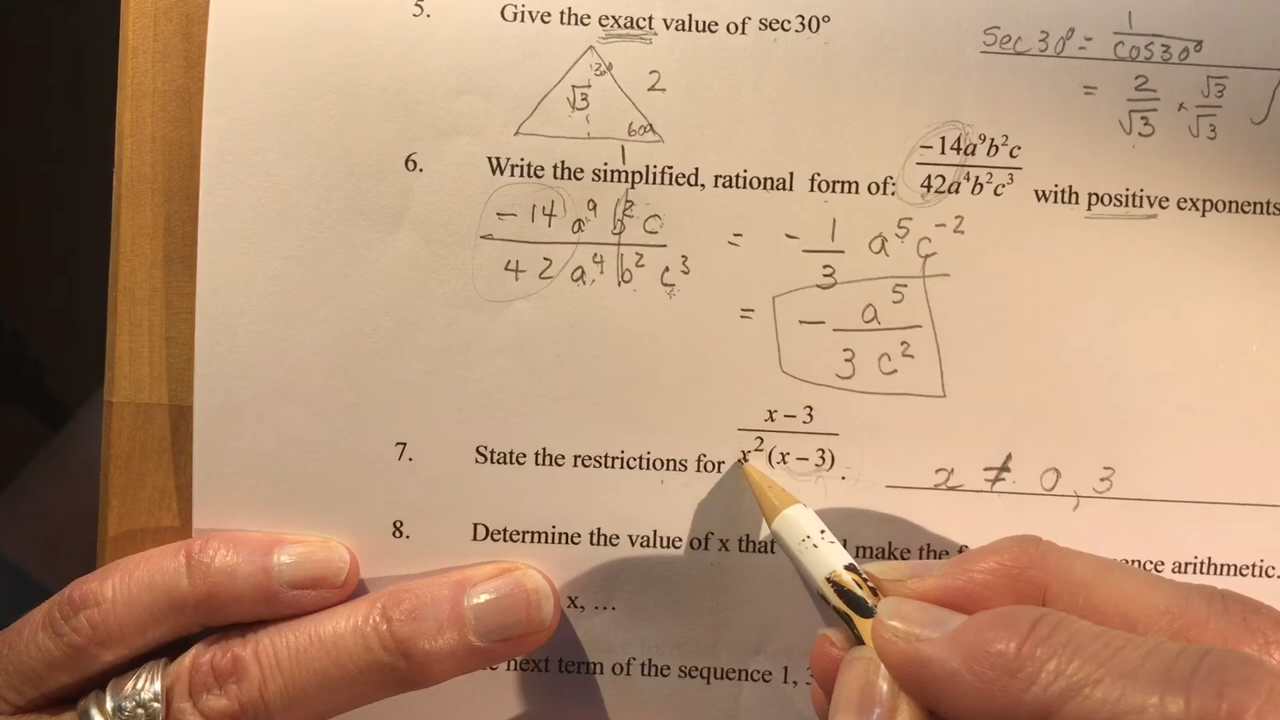 5. Give the exact value of sec30°
sec30° = 1/cos30°
= 2/√3 × √3/√3
30° 2
√3
60°
1
6. Write the simplified, rational form of: −14a⁹b²c/42a⁴b²c³ with positive exponents
−14 a⁹ b² c / 42 a⁴ b² c³ = −1/3 a⁵ c⁻²
= − a⁵/3 c²
7. State the restrictions for x − 3/x²(x − 3) . x ≠ 0, 3
8. Determine the value of x that make the arithmetic.
x, …
next term of the sequence 1,